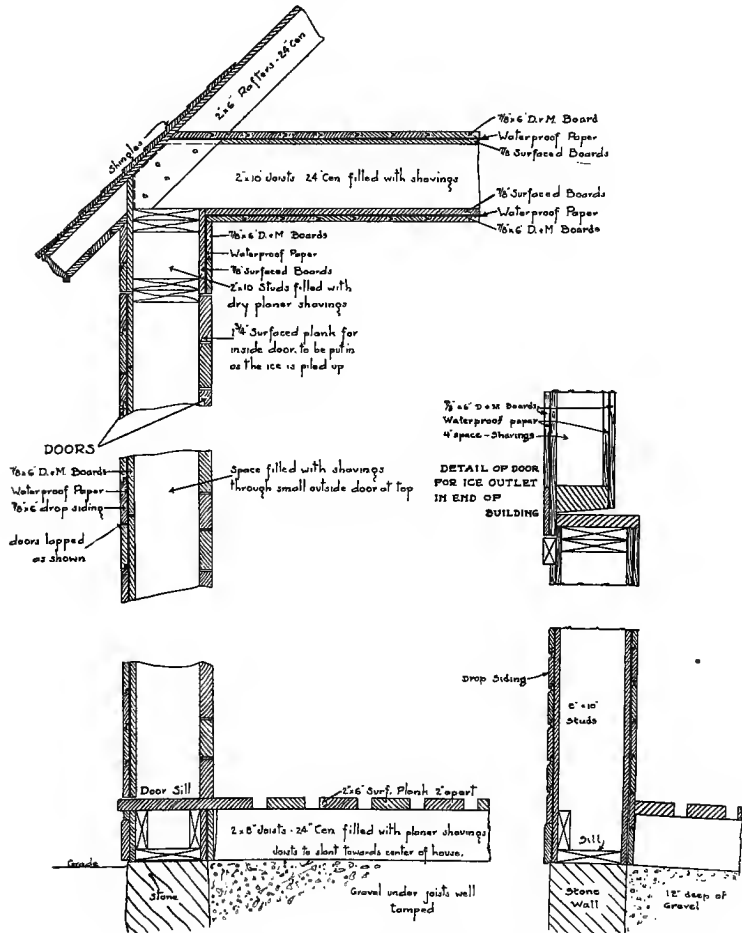 2"x6" Rafters - 24" Cen
Shingles
7/8"x6" D.&M. Board
Waterproof Paper
7/8 Surfaced Boards
2"x10" Joists 24" Cen filled with shavings
7/8" Surfaced Boards
Waterproof Paper
7/8"x6" D.&M Boards
7/8"x6" D.&M Boards
Waterproof Paper
7/8" Surfaced Boards
2"x10 Studs filled with
dry planer shavings
1 3/4" Surfaced plank for
inside door, to be put in
as the ice is piled up
DOORS
7/8x6" D.&M. Boards
Waterproof Paper
7/8"x6" drop siding
doors lapped
as shown
Space filled with shavings
through small outside door at top
7/8"x6" D&M Boards
Waterproof paper
4" space - Shavings
DETAIL OF DOOR
FOR ICE OUTLET
IN END OF
BUILDING
Drop Siding
2"x10"
Studs
Door Sill
2"x6" Surf. Plank 2" apart
2x8" Joists - 24" Cen filled with planer shavings
Joists to slant towards center of house.
Sill
Grade
Stone
Gravel under joists well
tamped
Stone
Wall
12" deep of
Gravel